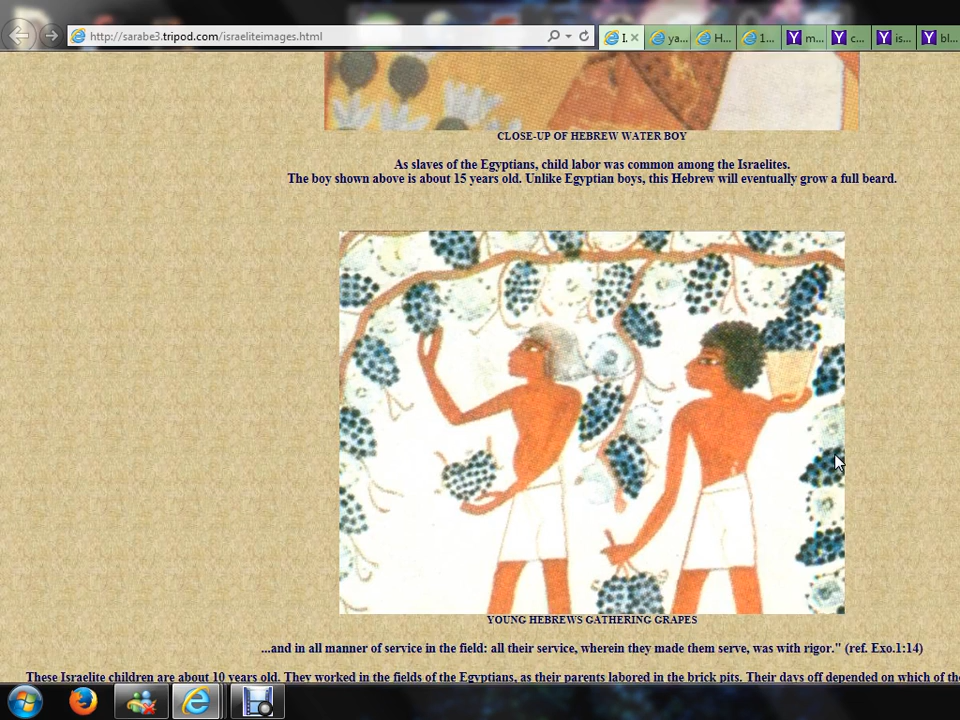 http://sarabe3.tripod.com/israeliteimages.html
I...
ya...
H...
1...
m...
c...
is...
bl...
CLOSE-UP OF HEBREW WATER BOY
As slaves of the Egyptians, child labor was common among the Israelites.
The boy shown above is about 15 years old. Unlike Egyptian boys, this Hebrew will eventually grow a full beard.
YOUNG HEBREWS GATHERING GRAPES
...and in all manner of service in the field: all their service, wherein they made them serve, was with rigor." (ref. Exo.1:14)
These Israelite children are about 10 years old. They worked in the fields of the Egyptians, as their parents labored in the brick pits. Their days off depended on which of